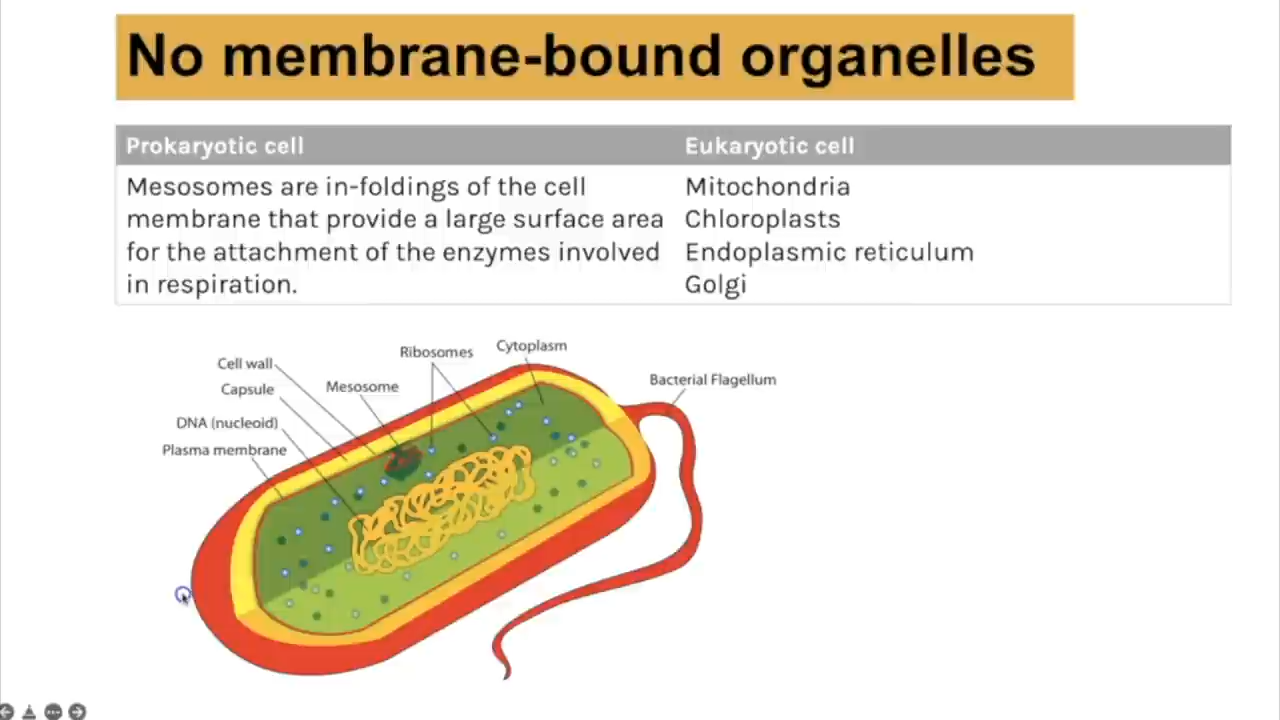 No membrane-bound organelles
Prokaryotic cell
Eukaryotic cell
Mesosomes are in-foldings of the cell
membrane that provide a large surface area
for the attachment of the enzymes involved
in respiration.
Mitochondria
Chloroplasts
Endoplasmic reticulum
Golgi
Cell wall
Capsule
DNA (nucleoid)
Plasma membrane
Mesosome
Ribosomes
Cytoplasm
Bacterial Flagellum